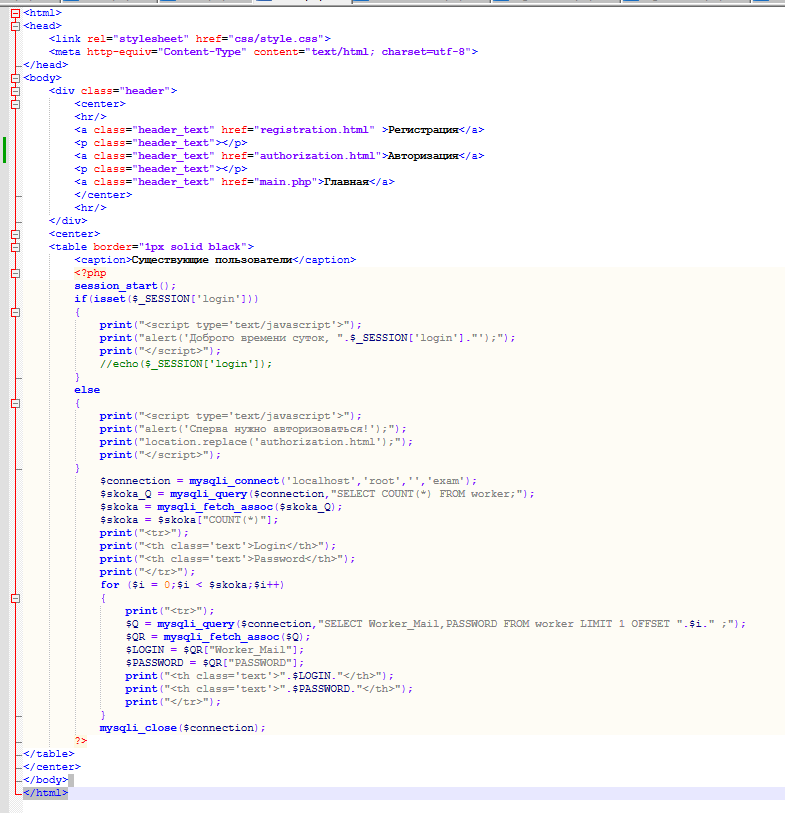 <html>
<head>
<link rel="stylesheet" href="css/style.css">
<meta http-equiv="Content-Type" content="text/html; charset=utf-8">
</head>
<body>
<div class="header">
<center>
<hr/>
<a class="header_text" href="registration.html" >Регистрация</a>
<p class="header_text"></p>
<a class="header_text" href="authorization.html">Авторизация</a>
<p class="header_text"></p>
<a class="header_text" href="main.php">Главная</a>
</center>
<hr/>
</div>
<center>
<table border="1px solid black">
<caption>Существующие пользователи</caption>
<?php
session_start();
if(isset($_SESSION['login']))
{
print("<script type='text/javascript'>");
print("alert('Доброго времени суток, ".$_SESSION['login']."');");
print("</script>");
//echo($_SESSION['login']);
}
else
{
print("<script type='text/javascript'>");
print("alert('Сперва нужно авторизоваться!');");
print("location.replace('authorization.html');");
print("</script>");
}
$connection = mysqli_connect('localhost','root','','exam');
$skoka_Q = mysqli_query($connection,"SELECT COUNT(*) FROM worker;");
$skoka = mysqli_fetch_assoc($skoka_Q);
$skoka = $skoka["COUNT(*)"];
print("<tr>");
print("<th class='text'>Login</th>");
print("<th class='text'>Password</th>");
print("</tr>");
for ($i = 0;$i < $skoka;$i++)
{
print("<tr>");
$Q = mysqli_query($connection,"SELECT Worker_Mail,PASSWORD FROM worker LIMIT 1 OFFSET ".$i." ;");
$QR = mysqli_fetch_assoc($Q);
$LOGIN = $QR["Worker_Mail"];
$PASSWORD = $QR["PASSWORD"];
print("<th class='text'>".$LOGIN."</th>");
print("<th class='text'>".$PASSWORD."</th>");
print("</tr>");
}
mysqli_close($connection);
?>
</table>
</center>
</body>
</html>